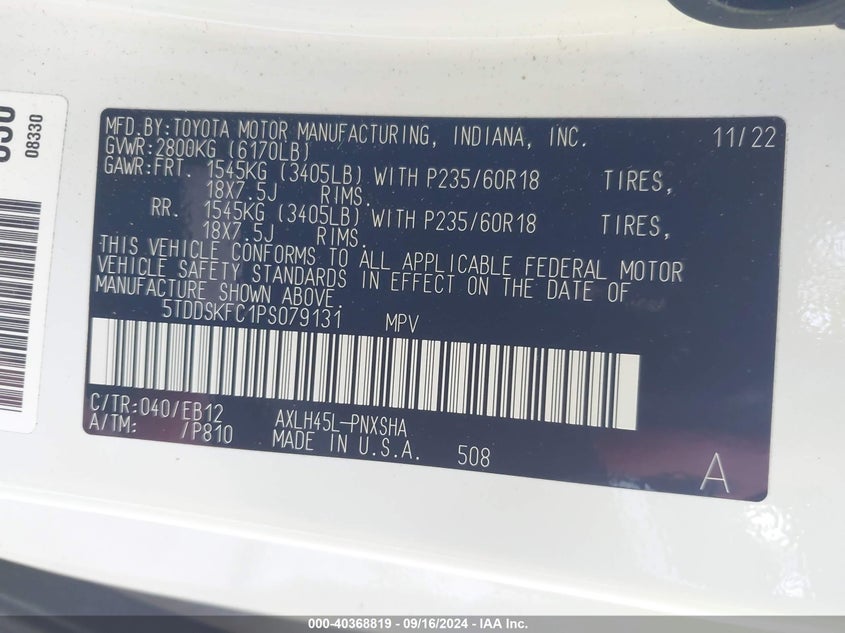 MFD.BY:TOYOTA MOTOR MANUFACTURING, INDIANA, INC. 11/22
GVWR:2800KG (6170LB)
GAWR:FRT. 1545KG (3405LB) WITH P235/60R18 TIRES,
18X7.5J RIMS.
RR. 1545KG (3405LB) WITH P235/60R18 TIRES,
18X7.5J RIMS.
THIS VEHICLE CONFORMS TO ALL APPLICABLE FEDERAL MOTOR
VEHICLE SAFETY STANDARDS IN EFFECT ON THE DATE OF
MANUFACTURE SHOWN ABOVE.
5TDDSKFC1PS079131 MPV
C/TR:040/EB12 AXLH45L-PNXSHA
A/TM: /P810 MADE IN U.S.A. 508 A
08330
000-40368819 - 09/16/2024 - IAA Inc.